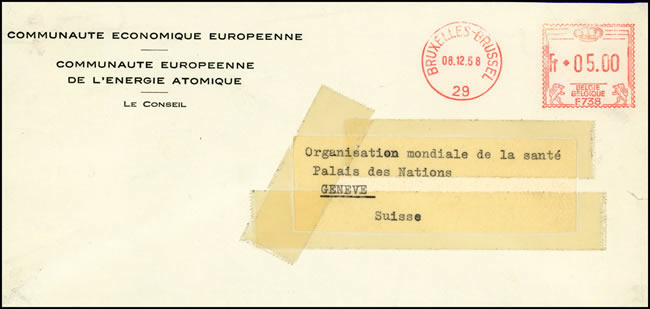 COMMUNAUTE ECONOMIQUE EUROPEENNE
COMMUNAUTE EUROPEENNE
DE L'ENERGIE ATOMIQUE
LE CONSEIL
BRUXELLES-BRUSSEL
08.12.58
29
Fr 05.00
BELGIE
BELGIQUE
F738
Organisation mondiale de la santé
Palais des Nations
GENEVE
Suisse